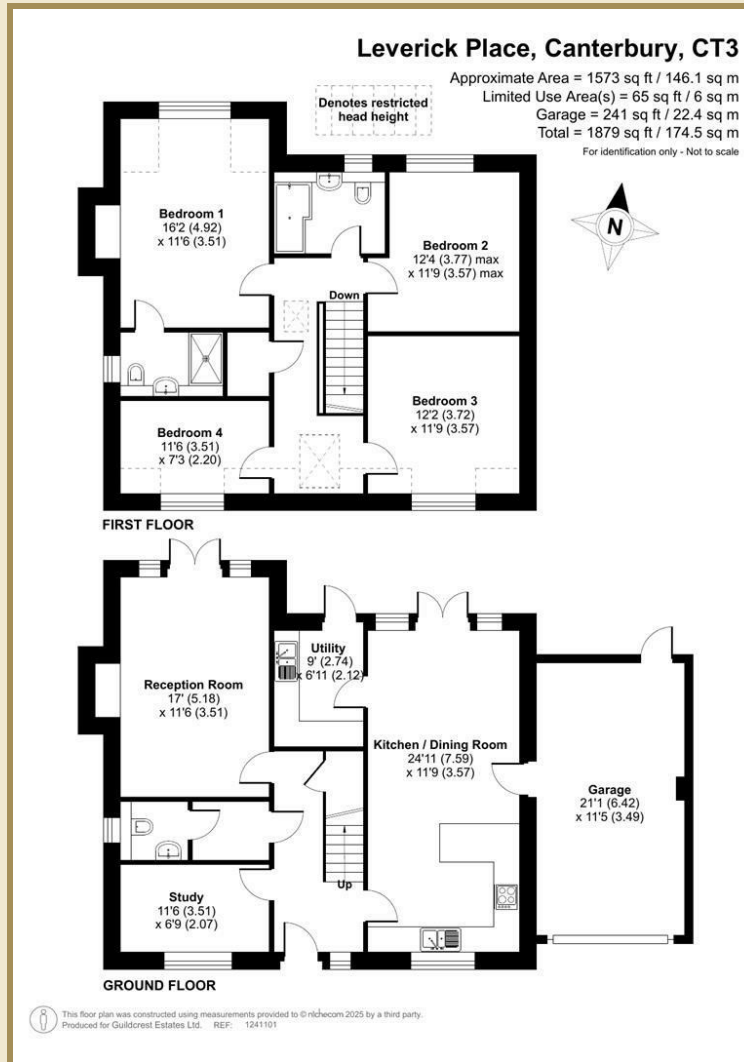 Leverick Place, Canterbury, CT3
Approximate Area = 1573 sq ft / 146.1 sq m
Limited Use Area(s) = 65 sq ft / 6 sq m
Garage = 241 sq ft / 22.4 sq m
Total = 1879 sq ft / 174.5 sq m
For identification only - Not to scale
Denotes restricted
head height
N
Bedroom 1
16'2 (4.92)
x 11'6 (3.51)
Bedroom 2
12'4 (3.77) max
x 11'9 (3.57) max
Down
Bedroom 3
12'2 (3.72)
x 11'9 (3.57)
Bedroom 4
11'6 (3.51)
x 7'3 (2.20)
FIRST FLOOR
Utility
9' (2.74)
x 6'11 (2.12)
Reception Room
17' (5.18)
x 11'6 (3.51)
Kitchen / Dining Room
24'11 (7.59)
x 11'9 (3.57)
Garage
21'1 (6.42)
x 11'5 (3.49)
Up
Study
11'6 (3.51)
x 6'9 (2.07)
GROUND FLOOR
This floor plan was constructed using measurements provided to © nichecom 2025 by a third party.
Produced for Guildcrest Estates Ltd. REF: 1241101